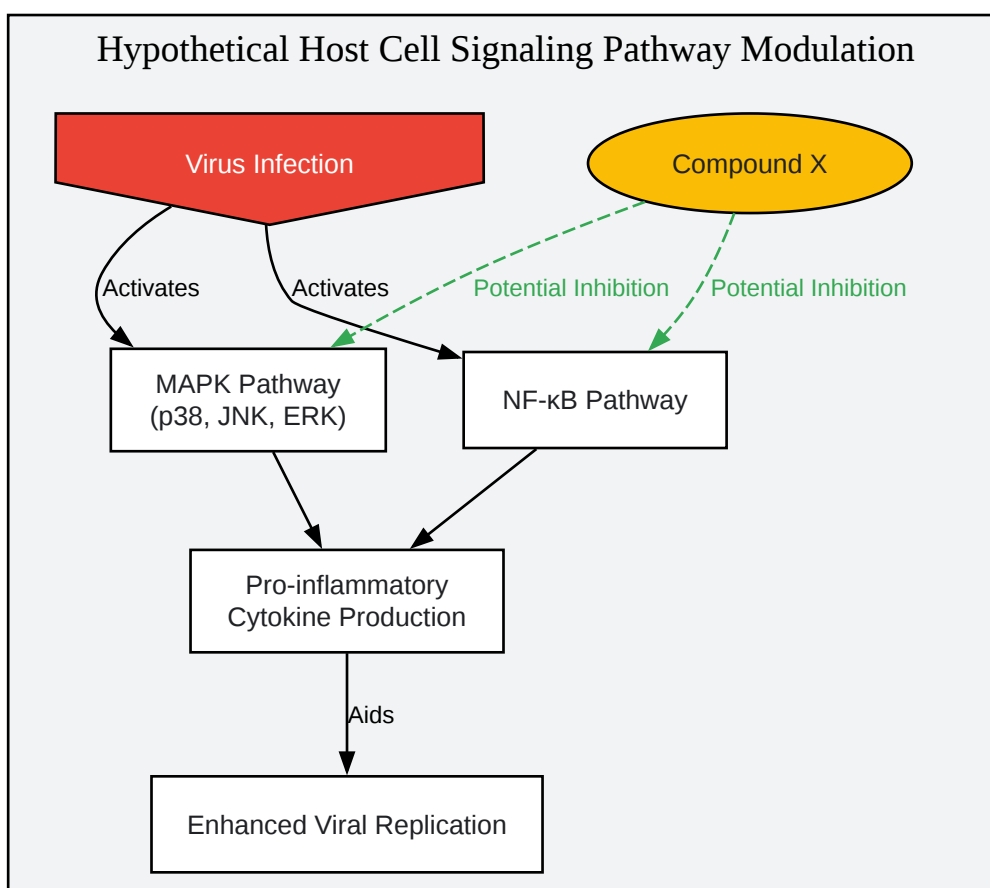 Hypothetical Host Cell Signaling Pathway Modulation
Virus Infection
Compound X
Activates
Activates
Potential Inhibition
Potential Inhibition
MAPK Pathway
(p38, JNK, ERK)
NF-κB Pathway
Pro-inflammatory
Cytokine Production
Aids
Enhanced Viral Replication